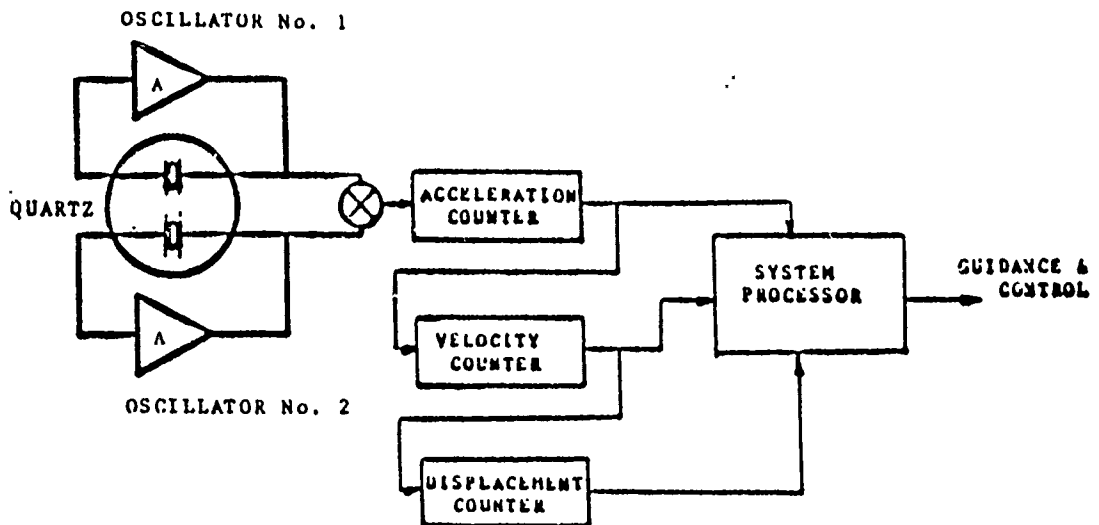 OSCILLATOR No. 1
A
QUARTZ
A
OSCILLATOR No. 2
ACCELERATION
COUNTER
VELOCITY
COUNTER
DISPLACEMENT
COUNTER
SYSTEM
PROCESSOR
GUIDANCE &
CONTROL